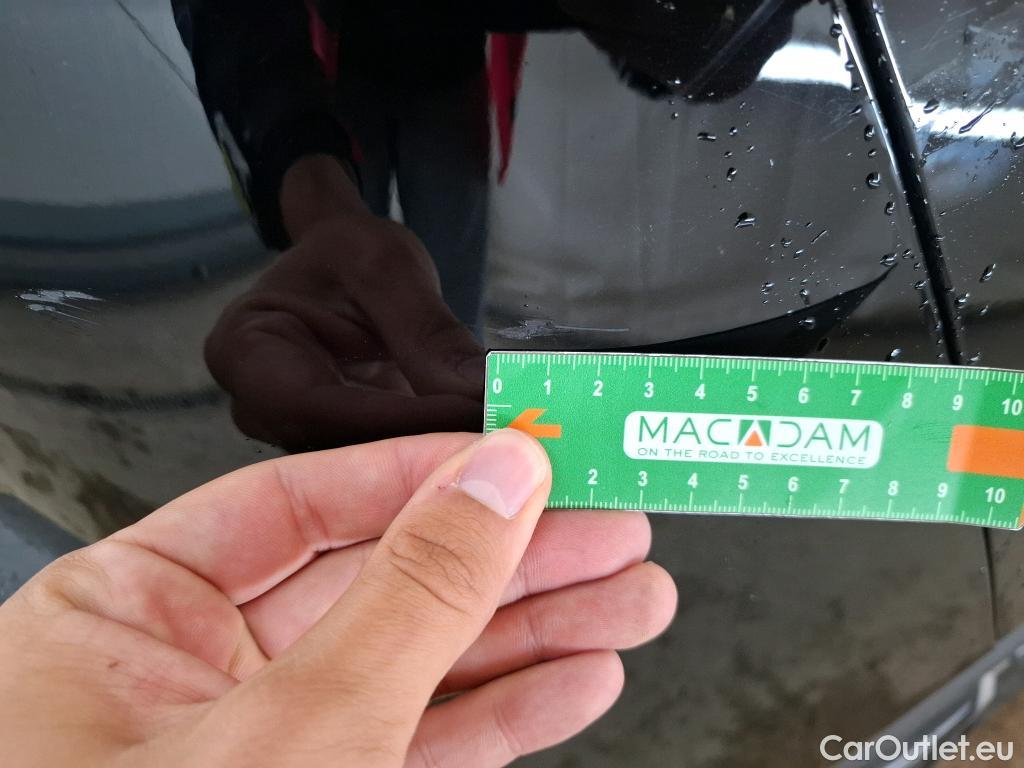 0 1 2 3 4 5 6 7 8 9 10
MACADAM
ON THE ROAD TO EXCELLENCE
2 3 4 5 6 7 8 9 10
CarOutlet.eu